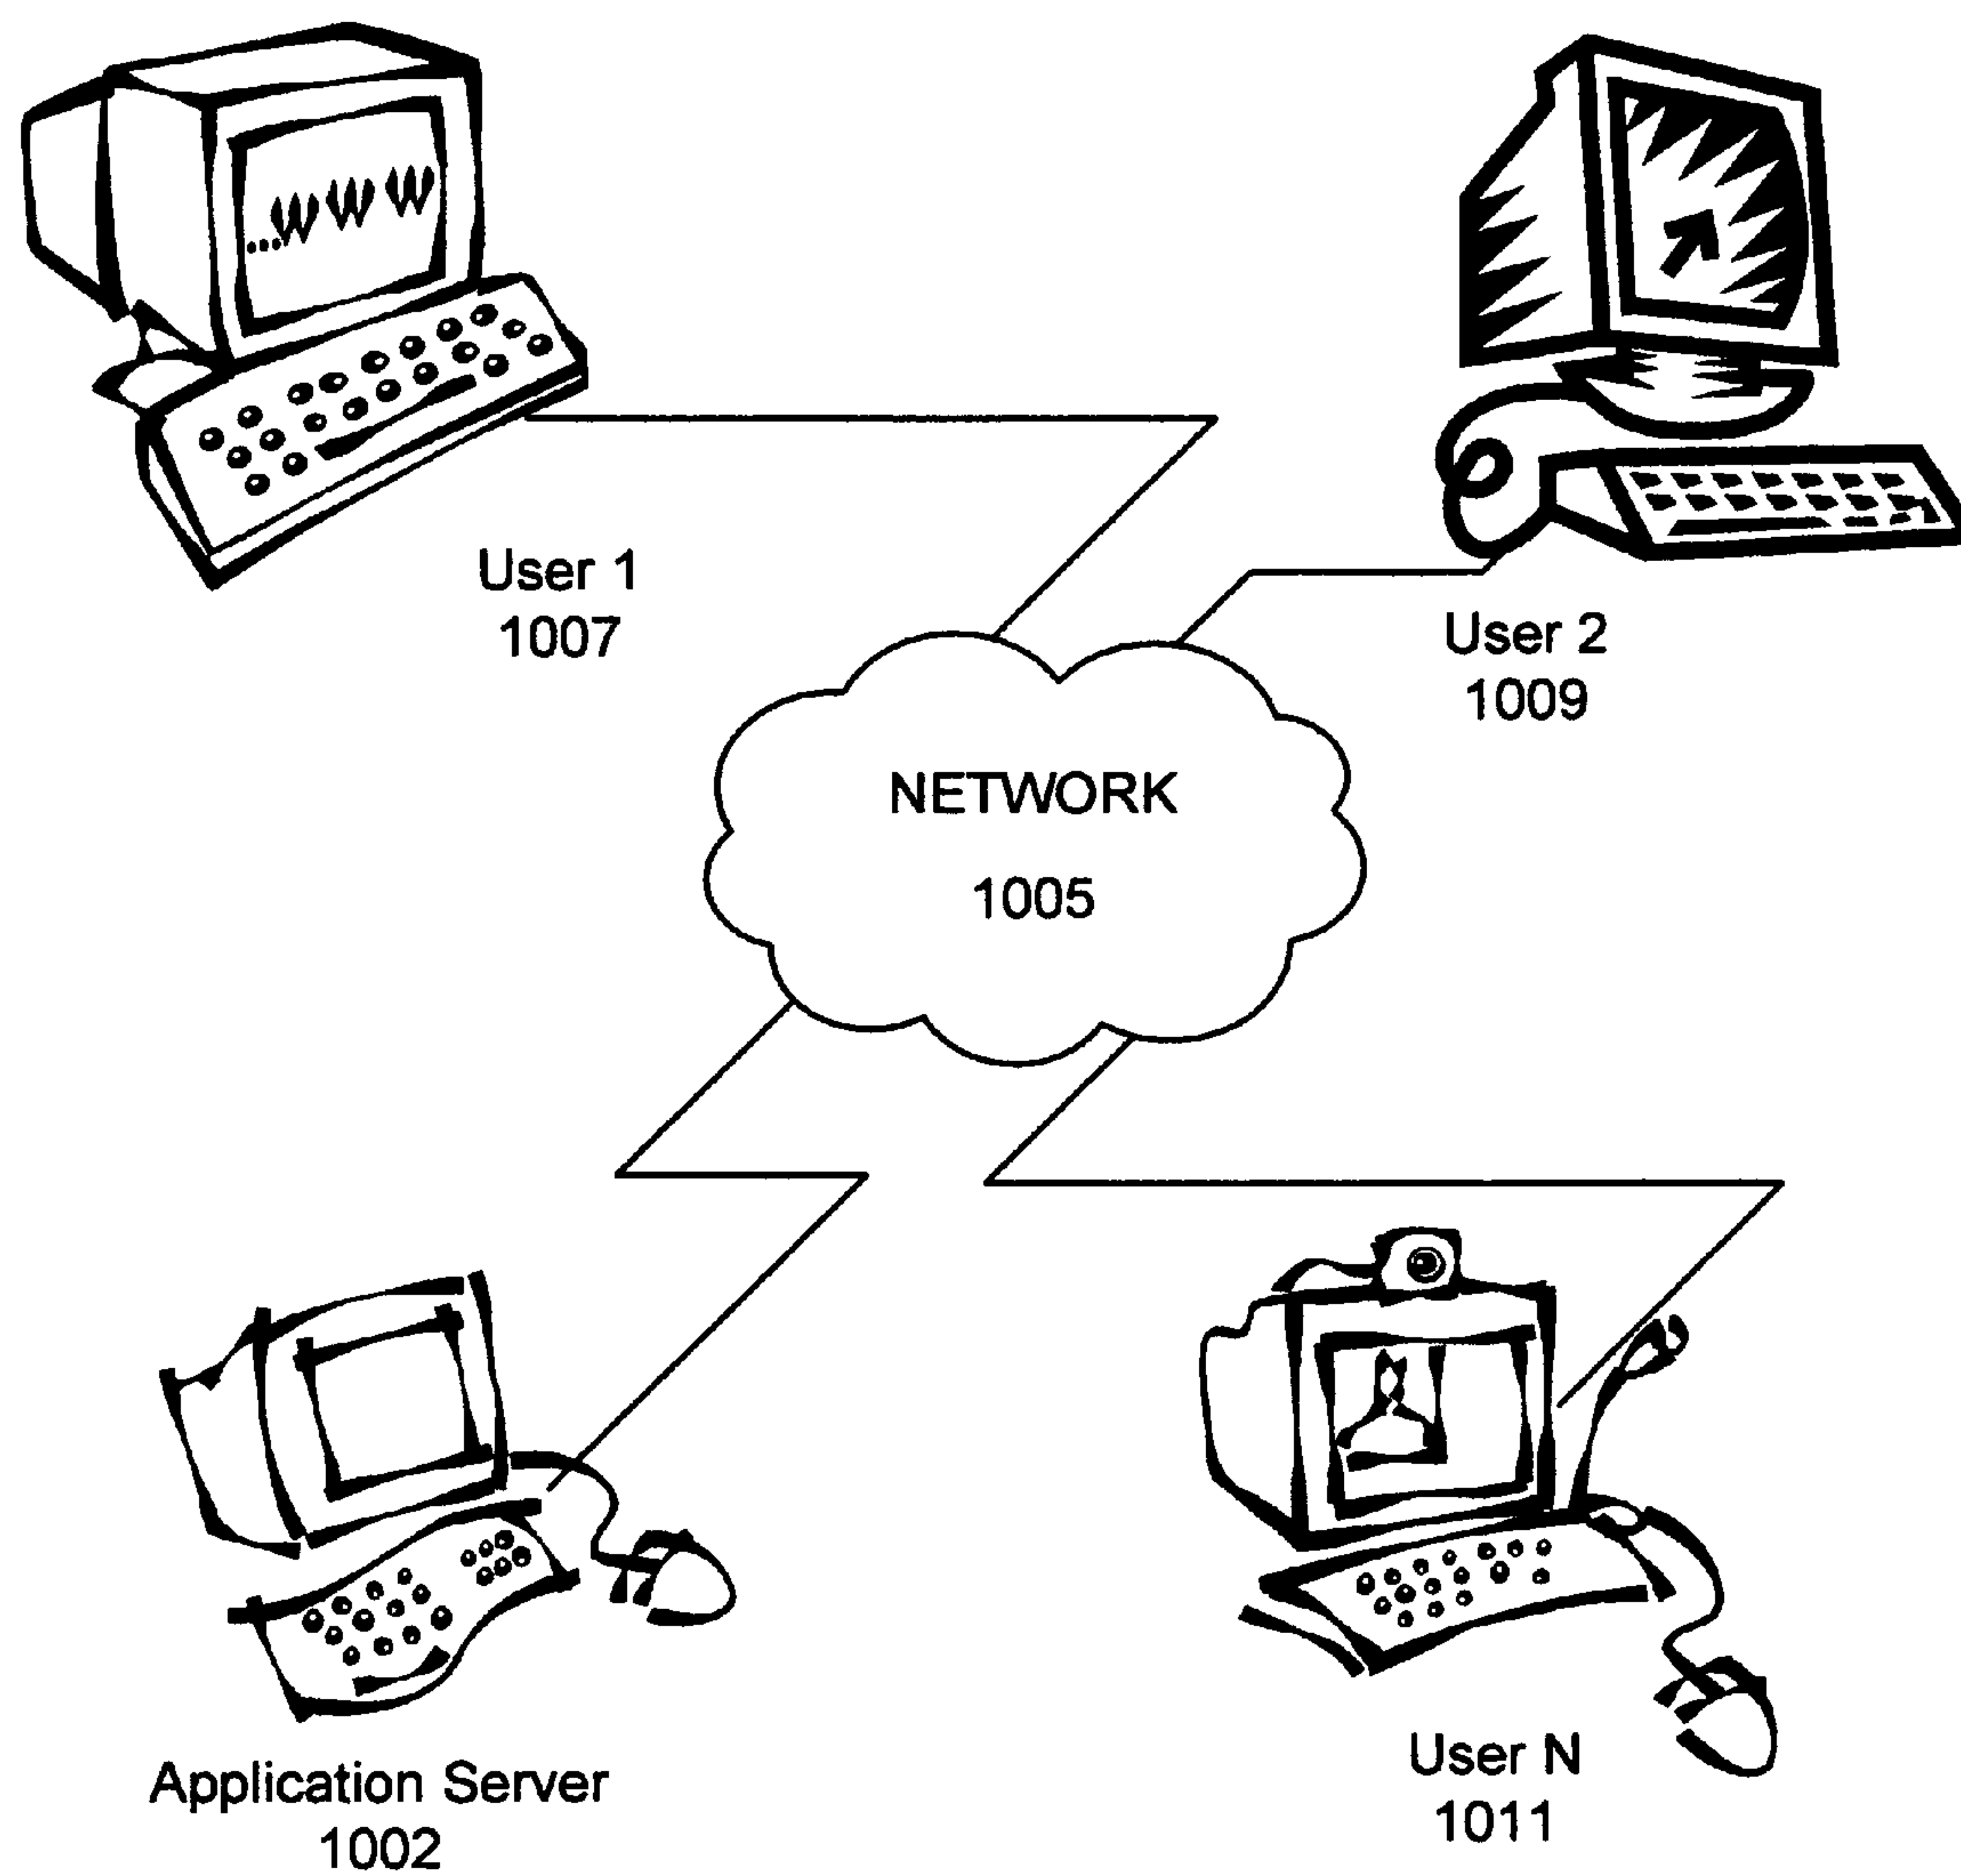 ...WWW
User 1
1007
User 2
1009
NETWORK
1005
Application Server
1002
User N
1011